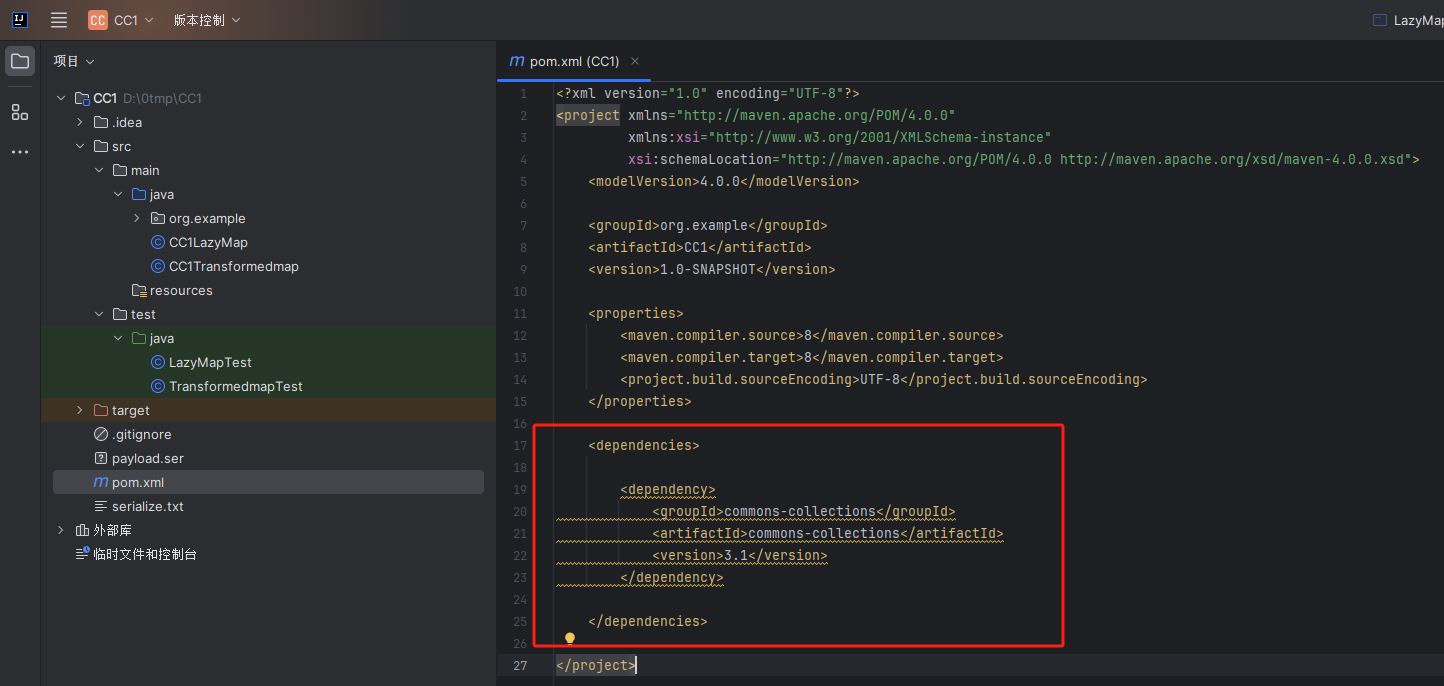 CC CC1 版本控制 LazyMap
项目
CC1 D:\0tmp\CC1
.idea
src
main
java
org.example
CC1LazyMap
CC1Transformedmap
resources
test
java
LazyMapTest
TransformedmapTest
target
.gitignore
payload.ser
pom.xml
serialize.txt
外部库
临时文件和控制台
pom.xml (CC1)
1 <?xml version="1.0" encoding="UTF-8"?>
2 <project xmlns="http://maven.apache.org/POM/4.0.0"
3 xmlns:xsi="http://www.w3.org/2001/XMLSchema-instance"
4 xsi:schemaLocation="http://maven.apache.org/POM/4.0.0 http://maven.apache.org/xsd/maven-4.0.0.xsd">
5 <modelVersion>4.0.0</modelVersion>
6
7 <groupId>org.example</groupId>
8 <artifactId>CC1</artifactId>
9 <version>1.0-SNAPSHOT</version>
10
11 <properties>
12 <maven.compiler.source>8</maven.compiler.source>
13 <maven.compiler.target>8</maven.compiler.target>
14 <project.build.sourceEncoding>UTF-8</project.build.sourceEncoding>
15 </properties>
16
17 <dependencies>
18
19 <dependency>
20 <groupId>commons-collections</groupId>
21 <artifactId>commons-collections</artifactId>
22 <version>3.1</version>
23 </dependency>
24
25 </dependencies>
26
27 </project>